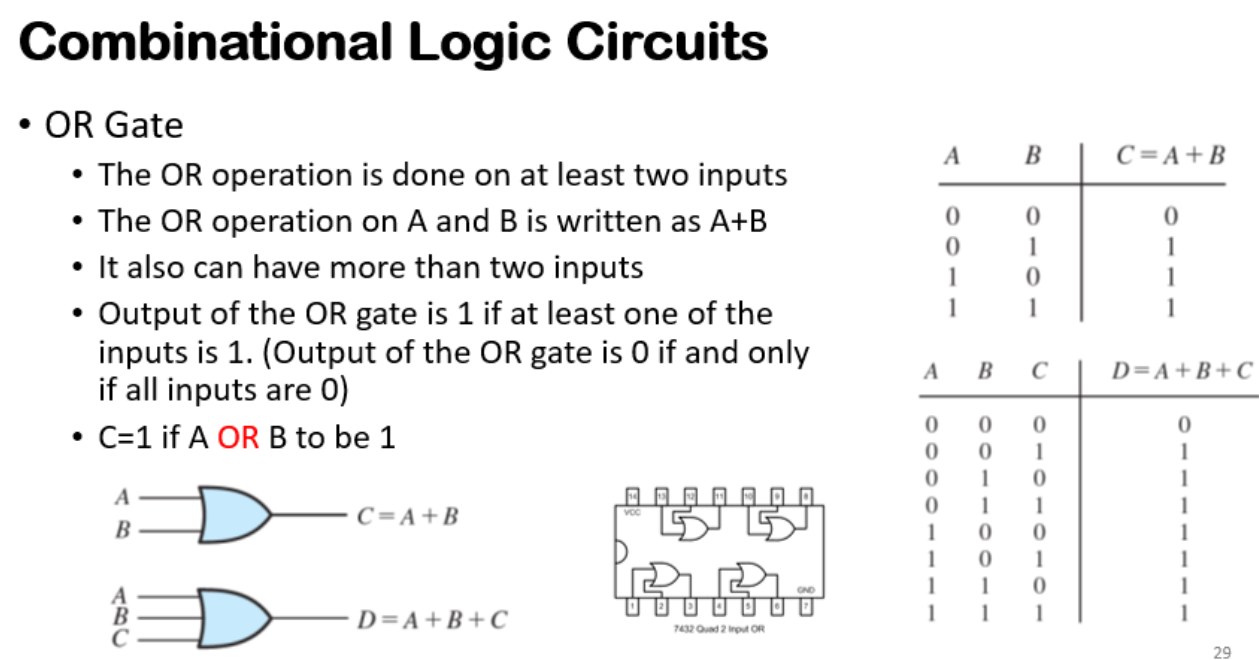 Combinational Logic Circuits
• OR Gate
• The OR operation is done on at least two inputs
• The OR operation on A and B is written as A+B
• It also can have more than two inputs
• Output of the OR gate is 1 if at least one of the
inputs is 1. (Output of the OR gate is 0 if and only
if all inputs are 0)
• C=1 if A OR B to be 1
A
B
C = A + B
A
B
C
D = A + B + C
14 13 12 11 10 9 8
VCC
GND
1 2 3 4 5 6 7
7432 Quad 2 Input OR
A B C = A + B
0 0 0
0 1 1
1 0 1
1 1 1
A B C D = A + B + C
0 0 0 0
0 0 1 1
0 1 0 1
0 1 1 1
1 0 0 1
1 0 1 1
1 1 0 1
1 1 1 1
29